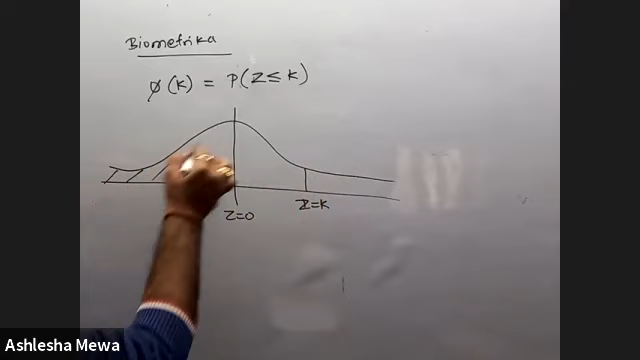 Biometrika
φ(k) = P(Z ≤ k)
Z=0
Z=k
Ashlesha Mewa